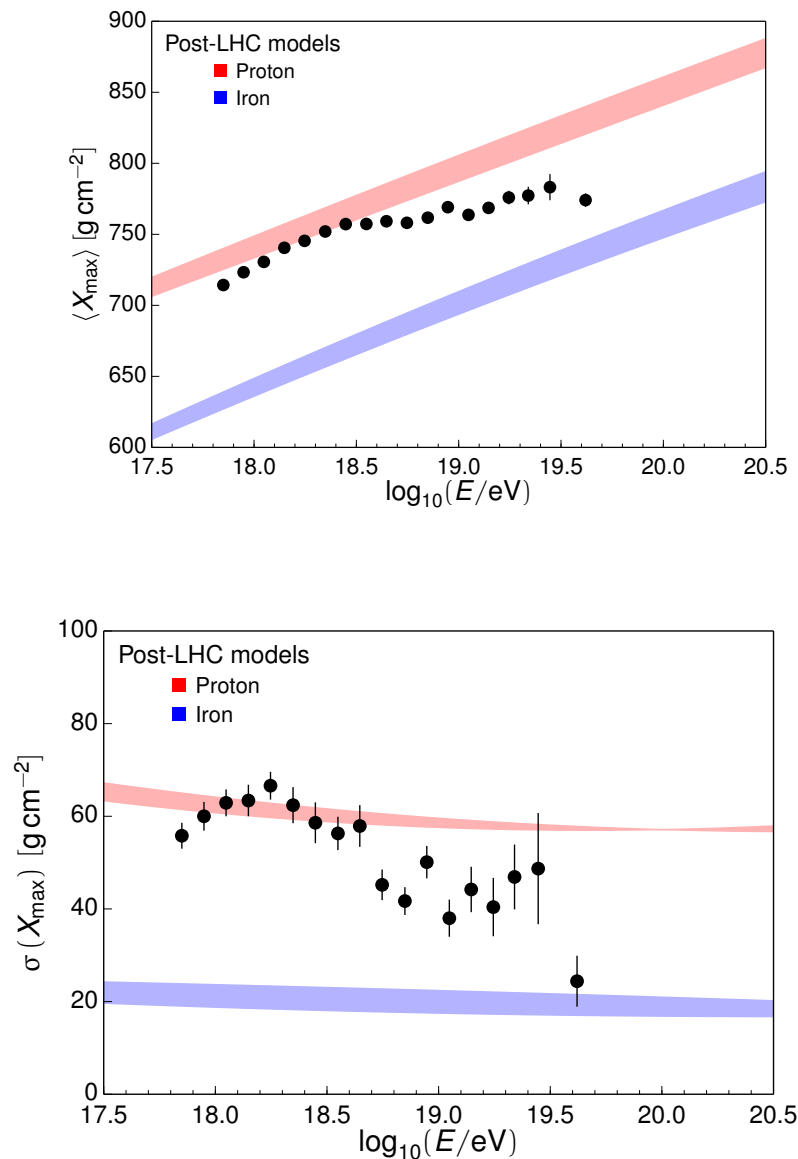 900
850
800
750
700
650
600
⟨Xmax⟩ [g cm−2]
Post-LHC models
Proton
Iron
17.5 18.0 18.5 19.0 19.5 20.0 20.5
log10(E/eV)
100
80
60
40
20
0
σ(Xmax) [g cm−2]
Post-LHC models
Proton
Iron
17.5 18.0 18.5 19.0 19.5 20.0 20.5
log10(E/eV)